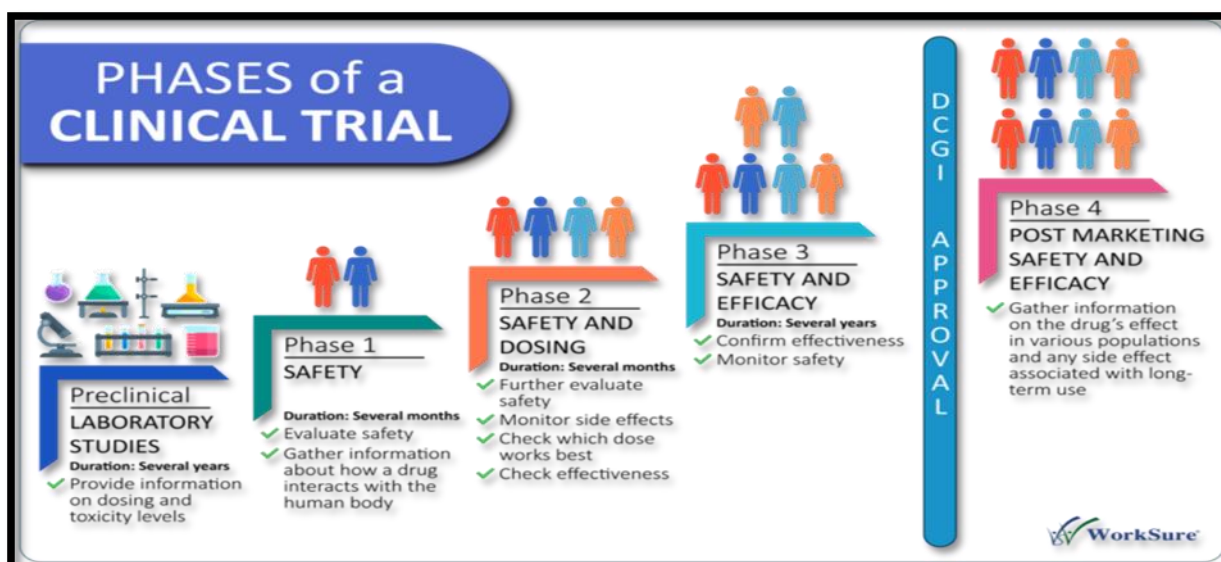 PHASES of a
CLINICAL TRIAL
Preclinical
LABORATORY
STUDIES
Duration: Several years
Provide information
on dosing and
toxicity levels
Phase 1
SAFETY
Duration: Several months
Evaluate safety
Gather information
about how a drug
interacts with the
human body
Phase 2
SAFETY AND
DOSING
Duration: Several months
Further evaluate
safety
Monitor side effects
Check which dose
works best
Check effectiveness
Phase 3
SAFETY AND
EFFICACY
Duration: Several years
Confirm effectiveness
Monitor safety
DCGI APPROVAL
Phase 4
POST MARKETING
SAFETY AND
EFFICACY
Gather information
on the drug's effect
in various populations
and any side effect
associated with long-
term use
WorkSure